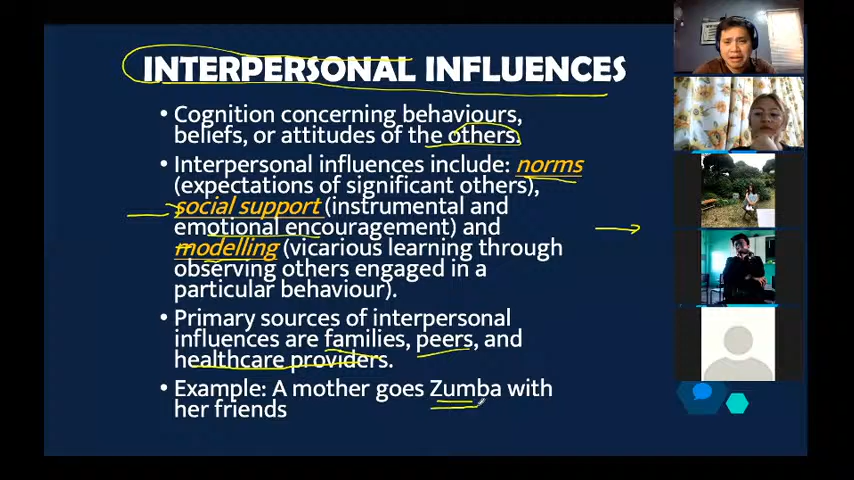 INTERPERSONAL INFLUENCES
• Cognition concerning behaviours,
beliefs, or attitudes of the others.
• Interpersonal influences include: norms
(expectations of significant others),
social support (instrumental and
emotional encouragement) and
modelling (vicarious learning through
observing others engaged in a
particular behaviour).
• Primary sources of interpersonal
influences are families, peers, and
healthcare providers.
• Example: A mother goes Zumba with
her friends